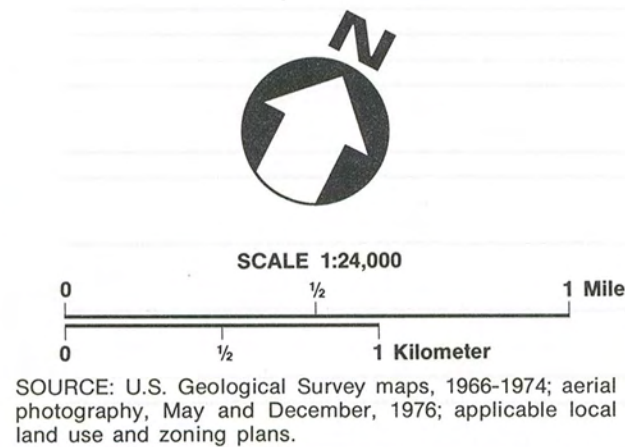 N
SCALE 1:24,000
0 ½ 1 Mile
0 ½ 1 Kilometer
SOURCE: U.S. Geological Survey maps, 1966-1974; aerial
photography, May and December, 1976; applicable local
land use and zoning plans.